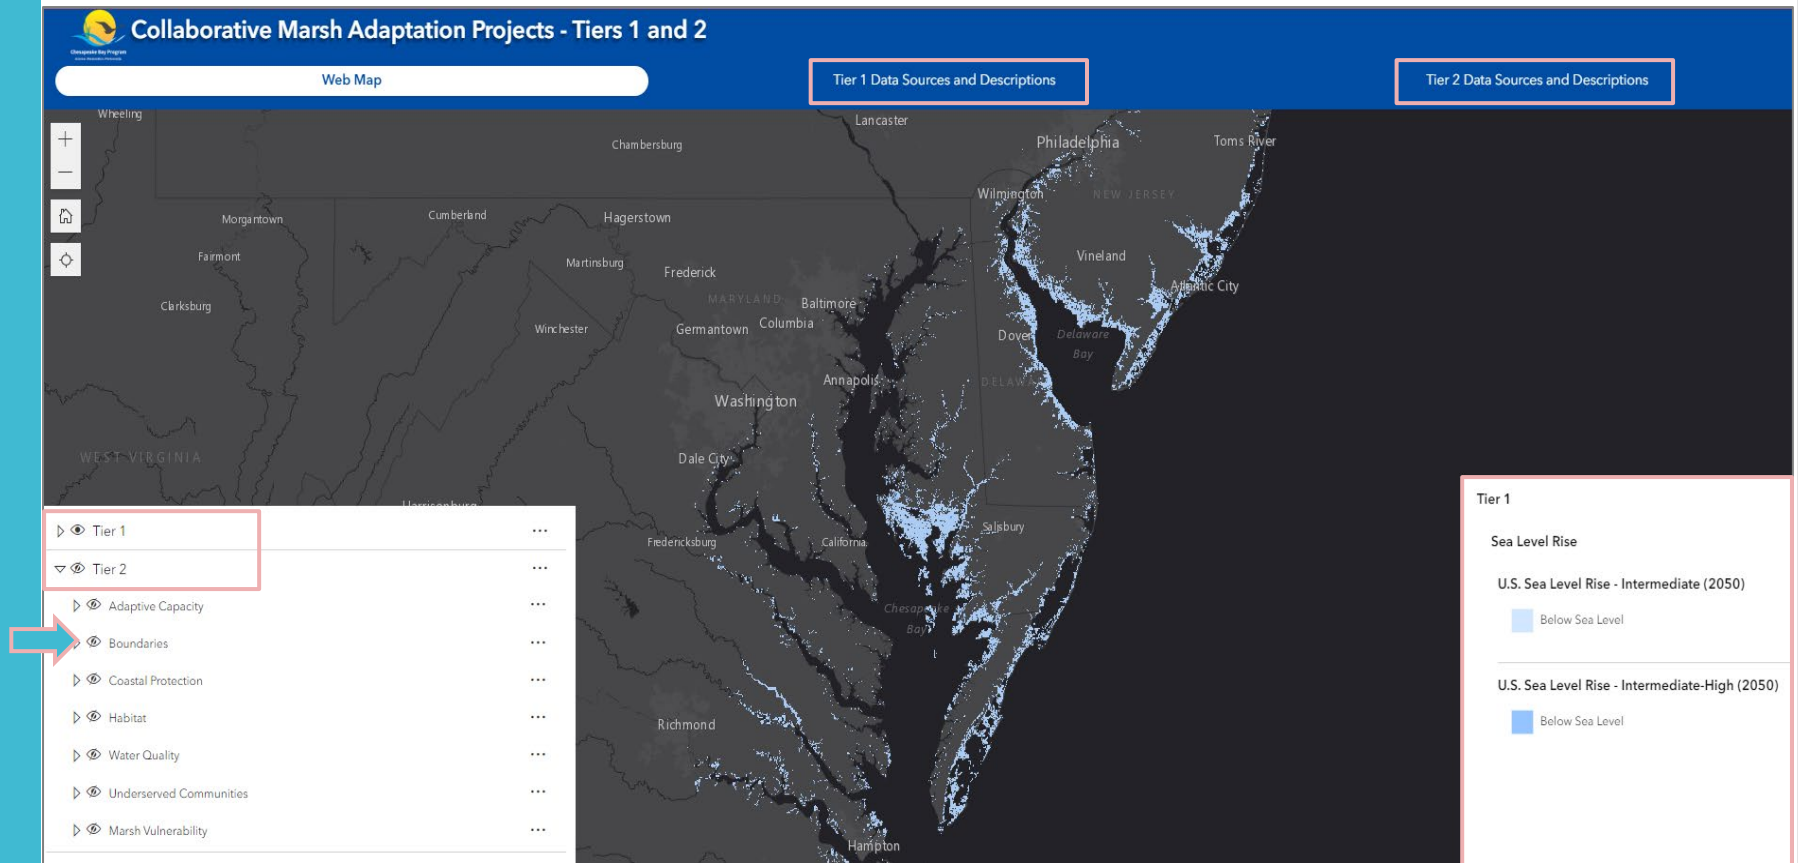 Collaborative Marsh Adaptation Projects - Tiers 1 and 2
Chesapeake Bay Program
Web Map
Tier 1 Data Sources and Descriptions
Tier 2 Data Sources and Descriptions
Wheeling
Lancaster
Philadelphia
Toms River
Chambersburg
Wilmington
NEW JERSEY
Morgantown
Cumberland
Hagerstown
Fairmont
Martinsburg
Frederick
Vineland
Atlantic City
Clarksburg
MARYLAND
Baltimore
Winchester
Germantown
Columbia
Dover
Delaware
Bay
Annapolis
DELAWA
Washington
WEST VIRGINIA
Dale City
Harrisonburg
Fredericksburg
California
Salisbury
Chesapeake
Bay
Richmond
Hampton
Tier 1
Tier 2
Adaptive Capacity
Boundaries
Coastal Protection
Habitat
Water Quality
Underserved Communities
Marsh Vulnerability
Tier 1
Sea Level Rise
U.S. Sea Level Rise - Intermediate (2050)
Below Sea Level
U.S. Sea Level Rise - Intermediate-High (2050)
Below Sea Level